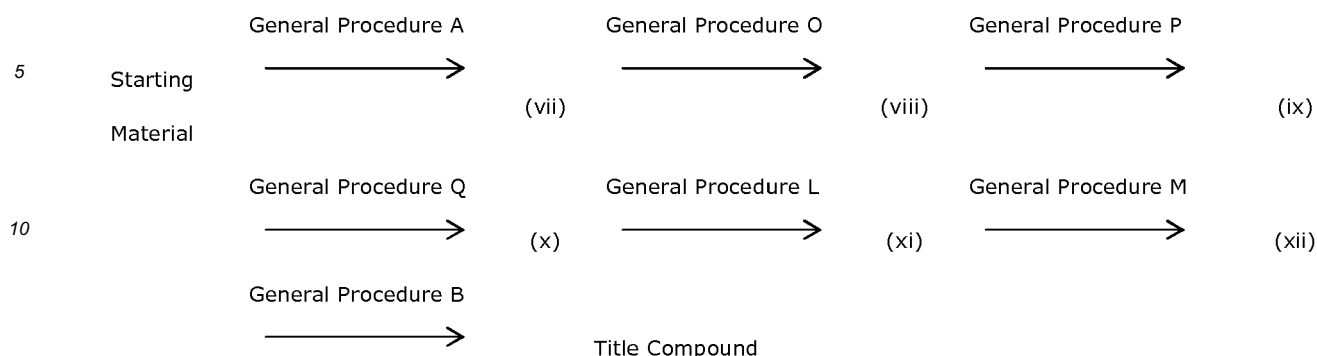 General Procedure A General Procedure O General Procedure P
5 Starting
(vii) (viii) (ix)
Material
General Procedure Q General Procedure L General Procedure M
10 (x) (xi) (xii)
General Procedure B
Title Compound